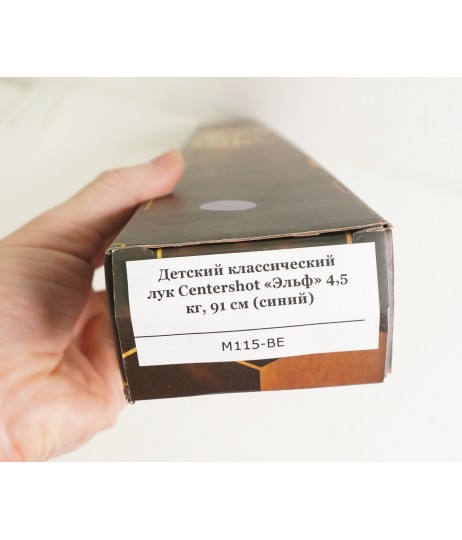 Детский классический
лук Centershot «Эльф» 4,5
кг, 91 см (синий)
M115-BE